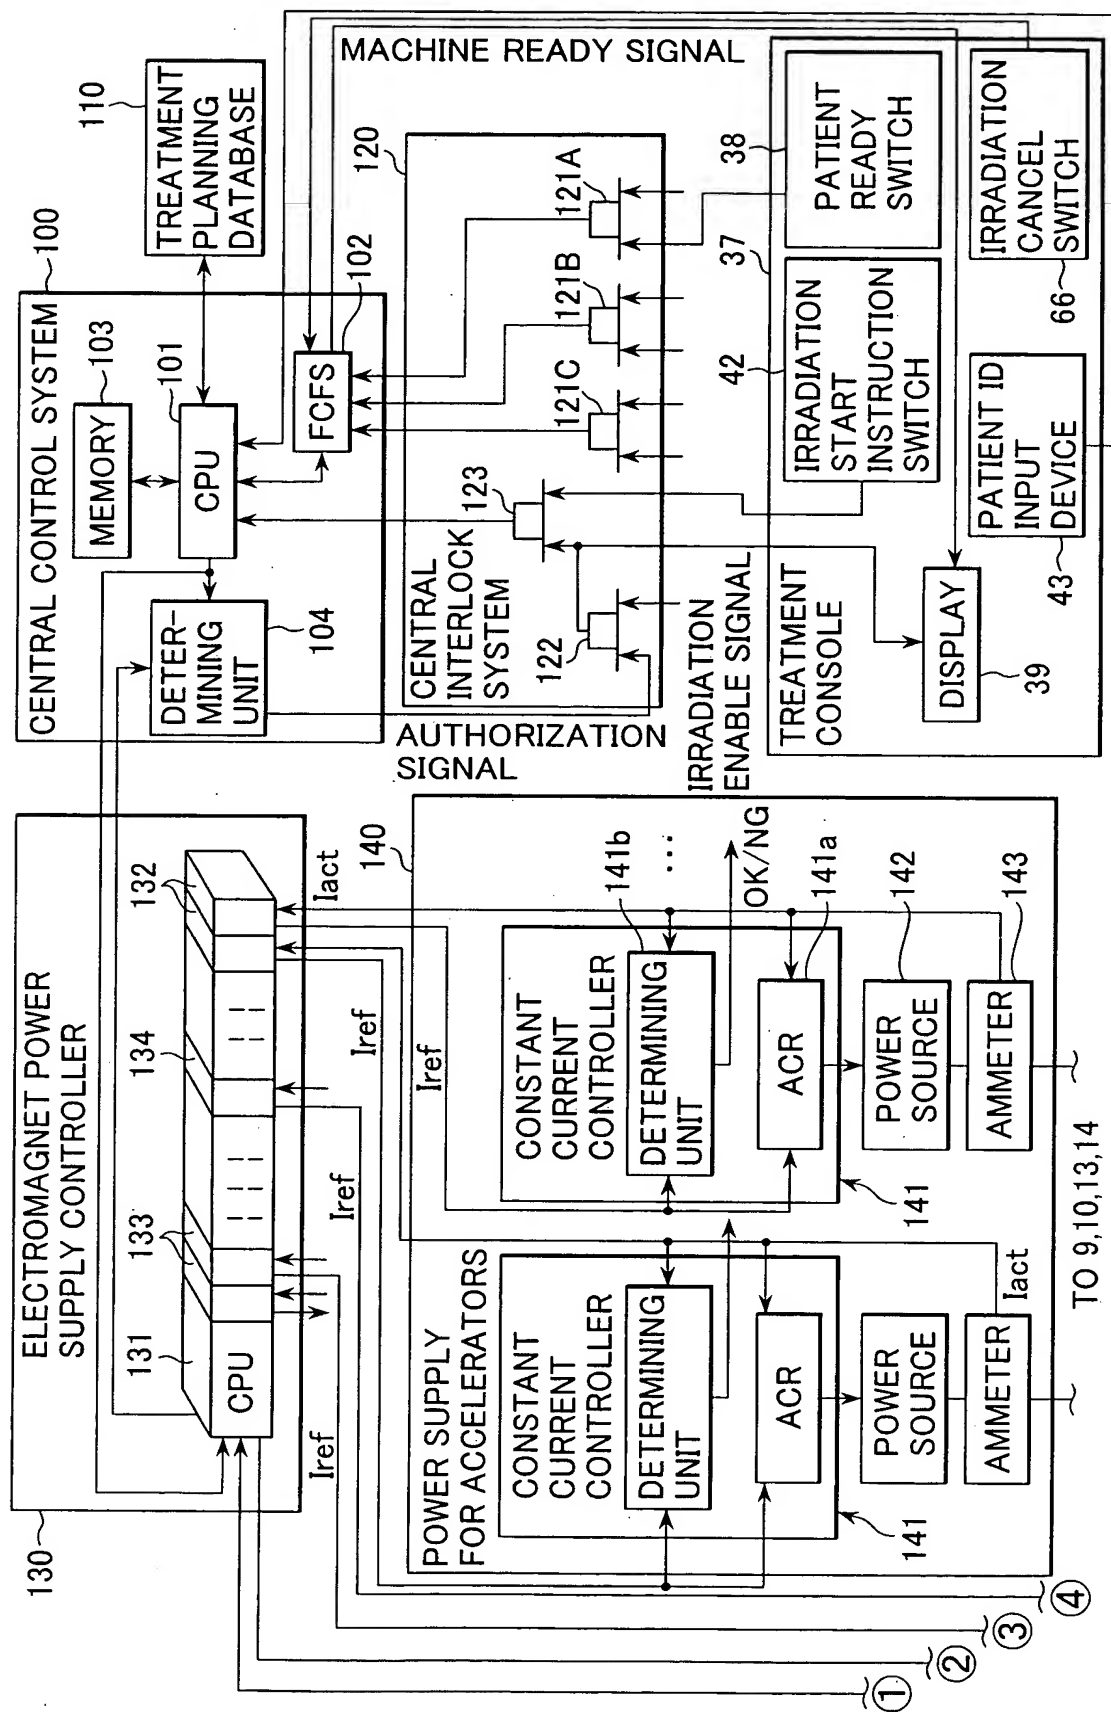 ELECTROMAGNET POWER
SUPPLY CONTROLLER
130
131
133
134
132
CPU
Iref
Iref
Iref
Iref
Iact
CENTRAL CONTROL SYSTEM
100
MEMORY
103
CPU
101
DETER-
MINING
UNIT
104
FCFS
102
TREATMENT
PLANNING
DATABASE
110
AUTHORIZATION
SIGNAL
MACHINE READY SIGNAL
CENTRAL
INTERLOCK
SYSTEM
120
122
123
121C
121B
121A
IRRADIATION
ENABLE SIGNAL
POWER SUPPLY
FOR ACCELERATORS
140
CONSTANT
CURRENT
CONTROLLER
DETERMINING
UNIT
ACR
141
POWER
SOURCE
AMMETER
Iact
CONSTANT
CURRENT
CONTROLLER
DETERMINING
UNIT
141b
...
OK/NG
ACR
141a
141
POWER
SOURCE
142
AMMETER
143
TO 9,10,13,14
TREATMENT
CONSOLE
37
DISPLAY
39
IRRADIATION
START
INSTRUCTION
SWITCH
42
PATIENT
READY
SWITCH
38
PATIENT ID
INPUT
DEVICE
43
IRRADIATION
CANCEL
SWITCH
66
①
②
③
④